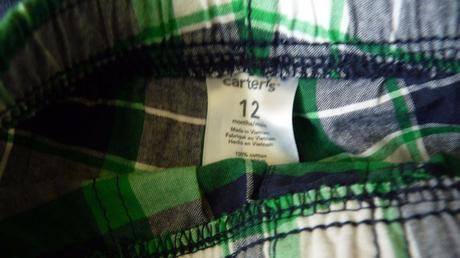 carter's
12
months/mois
Made in Vietnam
Fabriqué au Vietnam
Hecho en Vietnam
100% cotton